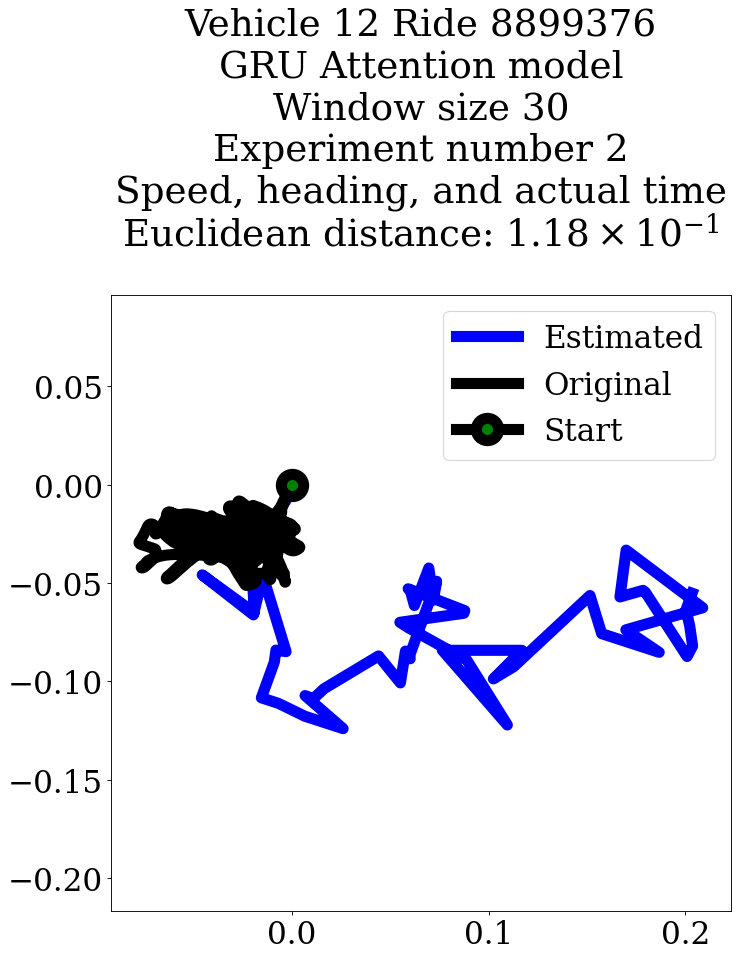 Vehicle 12 Ride 8899376
GRU Attention model
Window size 30
Experiment number 2
Speed, heading, and actual time
Euclidean distance: 1.18 × 10⁻¹
Estimated
Original
Start
0.05
0.00
−0.05
−0.10
−0.15
−0.20
0.0 0.1 0.2